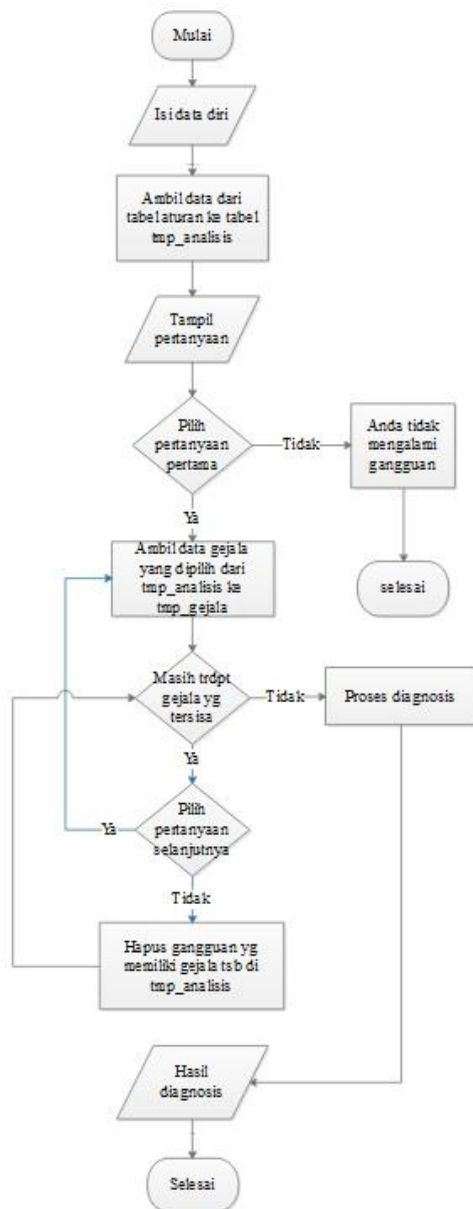 Mulai
Isi data diri
Ambil data dari
tabel aturan ke tabel
tmp_analisis
Tampil
pertanyaan
Pilih
pertanyaan
pertama
Tidak
Anda tidak
mengalami
gangguan
Ya
selesai
Ambil data gejala
yang dipilih dari
tmp_analisis ke
tmp_gejala
Masih trdpt
gejala yg
tersisa
Tidak
Proses diagnosis
Ya
Pilih
pertanyaan
selanjutnya
Ya
Tidak
Hapus gangguan yg
memiliki gejala tsb di
tmp_analisis
Hasil
diagnosis
Selesai